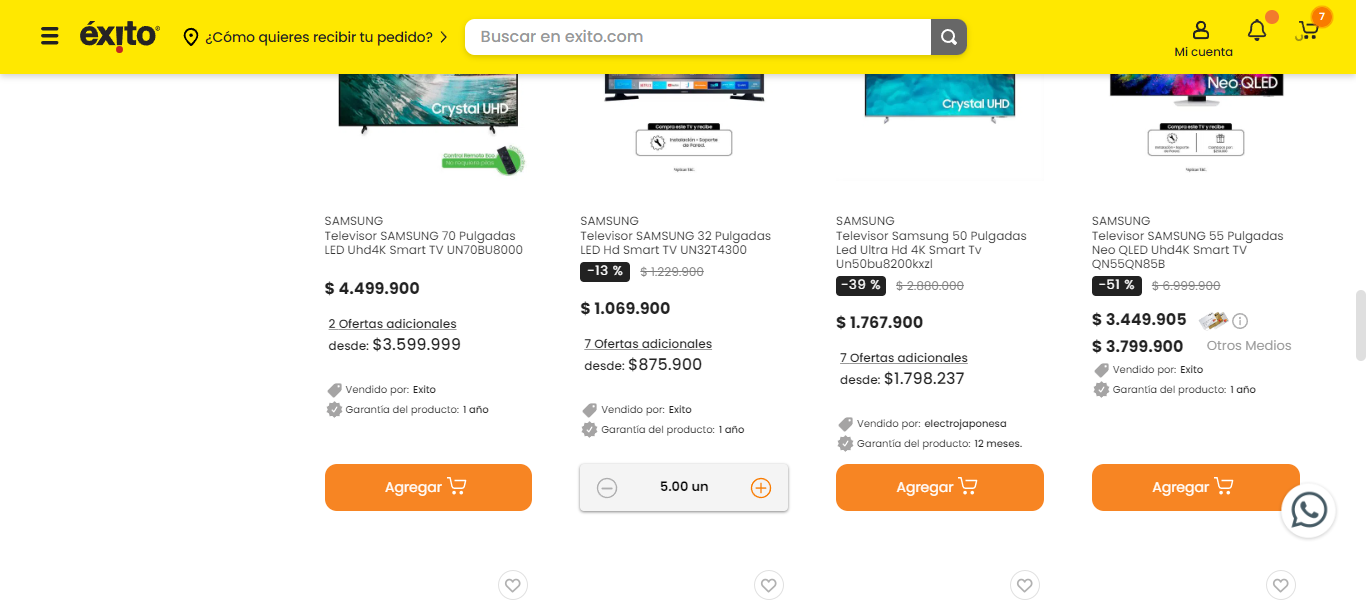 éxito
¿Cómo quieres recibir tu pedido?
Buscar en exito.com
Mi cuenta
7
Crystal UHD
Control Remoto Eco
No requiere pilas
Compra este TV y recibe
Instalación + Soporte
de Pared.
*Aplican T&C.
Crystal UHD
Neo QLED
Compra este TV y recibe
*Aplican T&C.
SAMSUNG
Televisor SAMSUNG 70 Pulgadas
LED Uhd4K Smart TV UN70BU8000
$ 4.499.900
2 Ofertas adicionales
desde: $3.599.999
Vendido por: Exito
Garantía del producto: 1 año
Agregar
SAMSUNG
Televisor SAMSUNG 32 Pulgadas
LED Hd Smart TV UN32T4300
-13 % $ 1.229.900
$ 1.069.900
7 Ofertas adicionales
desde: $875.900
Vendido por: Exito
Garantía del producto: 1 año
5.00 un
SAMSUNG
Televisor Samsung 50 Pulgadas
Led Ultra Hd 4K Smart Tv
Un50bu8200kxzl
-39 % $ 2.880.000
$ 1.767.900
7 Ofertas adicionales
desde: $1.798.237
Vendido por: electrojaponesa
Garantía del producto: 12 meses.
Agregar
SAMSUNG
Televisor SAMSUNG 55 Pulgadas
Neo QLED Uhd4K Smart TV
QN55QN85B
-51 % $ 6.999.900
$ 3.449.905
$ 3.799.900 Otros Medios
Vendido por: Exito
Garantía del producto: 1 año
Agregar